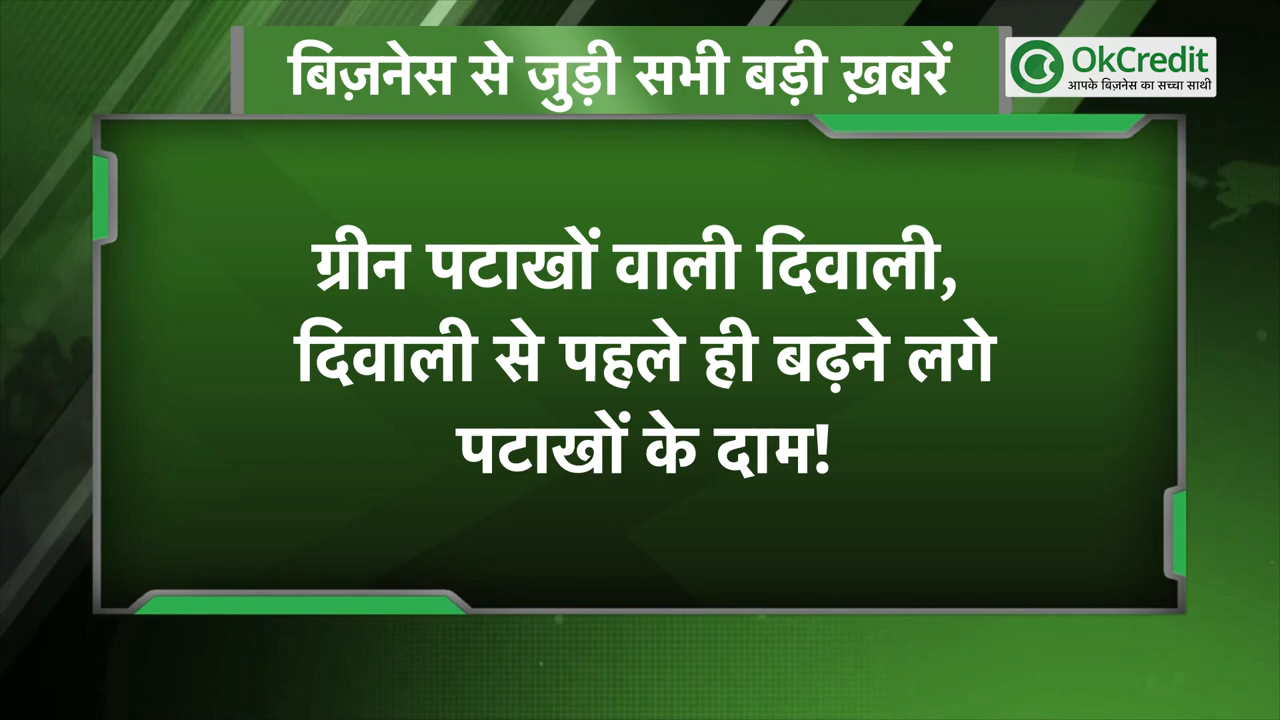 बिज़नेस से जुड़ी सभी बड़ी ख़बरें
OkCredit
आपके बिज़नेस का सच्चा साथी
ग्रीन पटाखों वाली दिवाली,
दिवाली से पहले ही बढ़ने लगे
पटाखों के दाम!